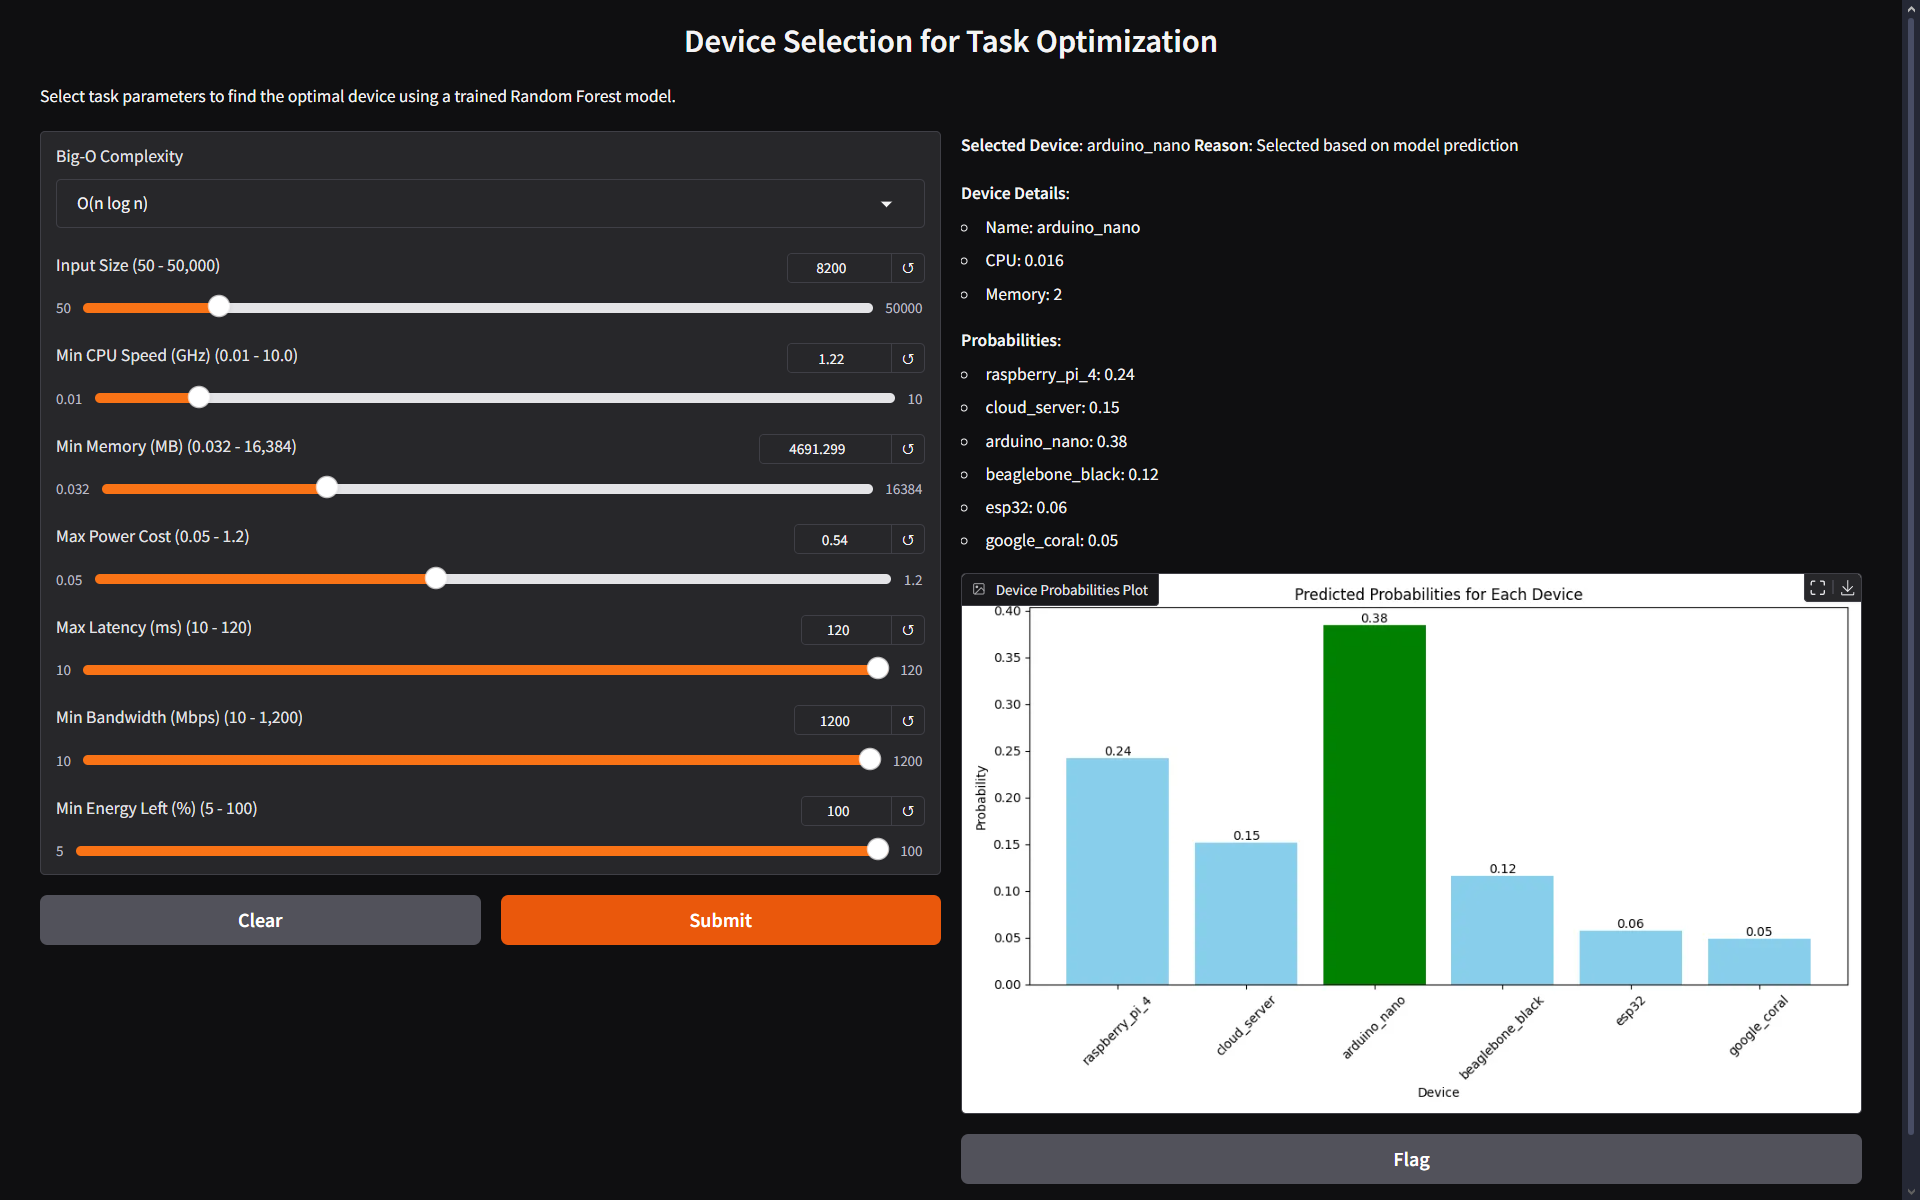 Device Selection for Task Optimization
Select task parameters to find the optimal device using a trained Random Forest model.
Big-O Complexity
O(n log n)
Input Size (50 - 50,000)
8200
50
50000
Min CPU Speed (GHz) (0.01 - 10.0)
1.22
0.01
10
Min Memory (MB) (0.032 - 16,384)
4691.299
0.032
16384
Max Power Cost (0.05 - 1.2)
0.54
0.05
1.2
Max Latency (ms) (10 - 120)
120
10
120
Min Bandwidth (Mbps) (10 - 1,200)
1200
10
1200
Min Energy Left (%) (5 - 100)
100
5
100
Clear
Submit
Selected Device: arduino_nano Reason: Selected based on model prediction
Device Details:
Name: arduino_nano
CPU: 0.016
Memory: 2
Probabilities:
raspberry_pi_4: 0.24
cloud_server: 0.15
arduino_nano: 0.38
beaglebone_black: 0.12
esp32: 0.06
google_coral: 0.05
Device Probabilities Plot
Predicted Probabilities for Each Device
0.40
0.35
0.30
0.25
0.20
0.15
0.10
0.05
0.00
Probability
0.24
0.15
0.38
0.12
0.06
0.05
raspberry_pi_4
cloud_server
arduino_nano
beaglebone_black
esp32
google_coral
Device
Flag